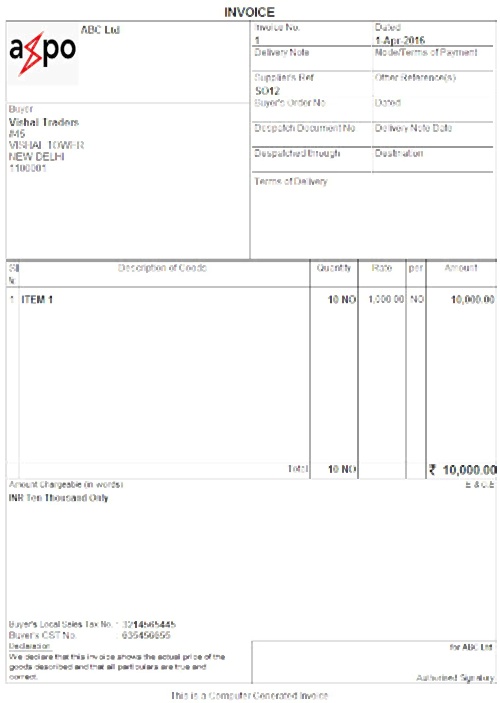 INVOICE
axpo
ABC Ltd
Invoice No.
1
Dated
1-Apr-2016
Delivery Note
Mode/Terms of Payment
Supplier's Ref
SO12
Other Reference(s)
Buyer's Order No
Dated
Despatch Document No
Delivery Note Date
Despatched through
Destination
Terms of Delivery
Buyer
Vishal Traders
#45
VISHAL TOWER
NEW DELHI
1100001
Sl Description of Goods Quantity Rate per Amount
1 ITEM 1 10 NO 1,000.00 NO 10,000.00
Total 10 NO ₹ 10,000.00
Amount Chargeable (in words) E & O.E
INR Ten Thousand Only
Buyer's Local Sales Tax No. : 3214565445
Buyer's CST No. :
Declaration
We declare that this invoice shows the actual price of the
goods described and that all particulars are true and
correct.
for ABC Ltd
Authorised Signatory
This is a Computer Generated Invoice